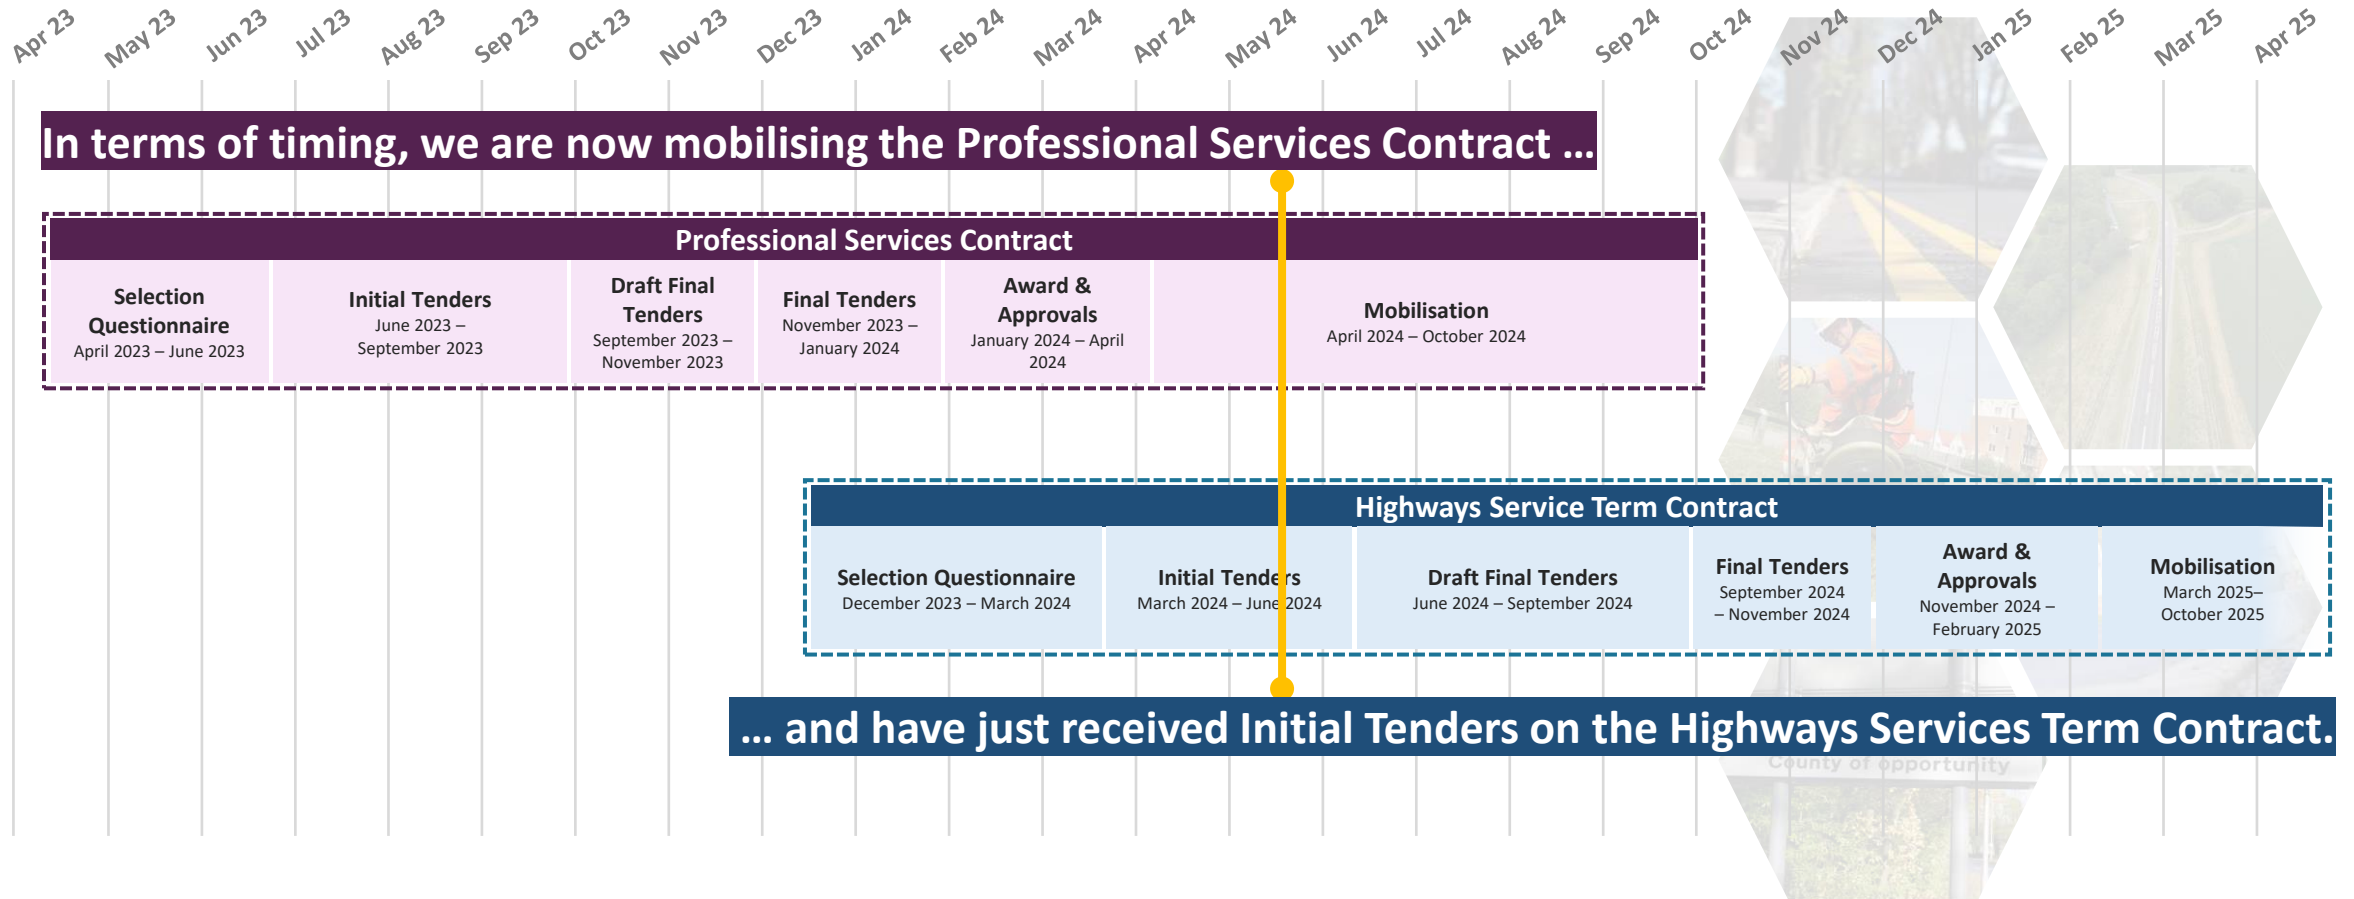 Apr 23
May 23
Jun 23
Jul 23
Aug 23
Sep 23
Oct 23
Nov 23
Dec 23
Jan 24
Feb 24
Mar 24
Apr 24
May 24
Jun 24
Jul 24
Aug 24
Sep 24
Oct 24
Nov 24
Dec 24
Jan 25
Feb 25
Mar 25
Apr 25
In terms of timing, we are now mobilising the Professional Services Contract ...
Professional Services Contract
Selection
Questionnaire
April 2023 – June 2023
Initial Tenders
June 2023 –
September 2023
Draft Final
Tenders
September 2023 –
November 2023
Final Tenders
November 2023 –
January 2024
Award &
Approvals
January 2024 – April
2024
Mobilisation
April 2024 – October 2024
Highways Service Term Contract
Selection Questionnaire
December 2023 – March 2024
Initial Tenders
March 2024 – June 2024
Draft Final Tenders
June 2024 – September 2024
Final Tenders
September 2024
– November 2024
Award &
Approvals
November 2024 –
February 2025
Mobilisation
March 2025–
October 2025
... and have just received Initial Tenders on the Highways Services Term Contract.
County of opportunity